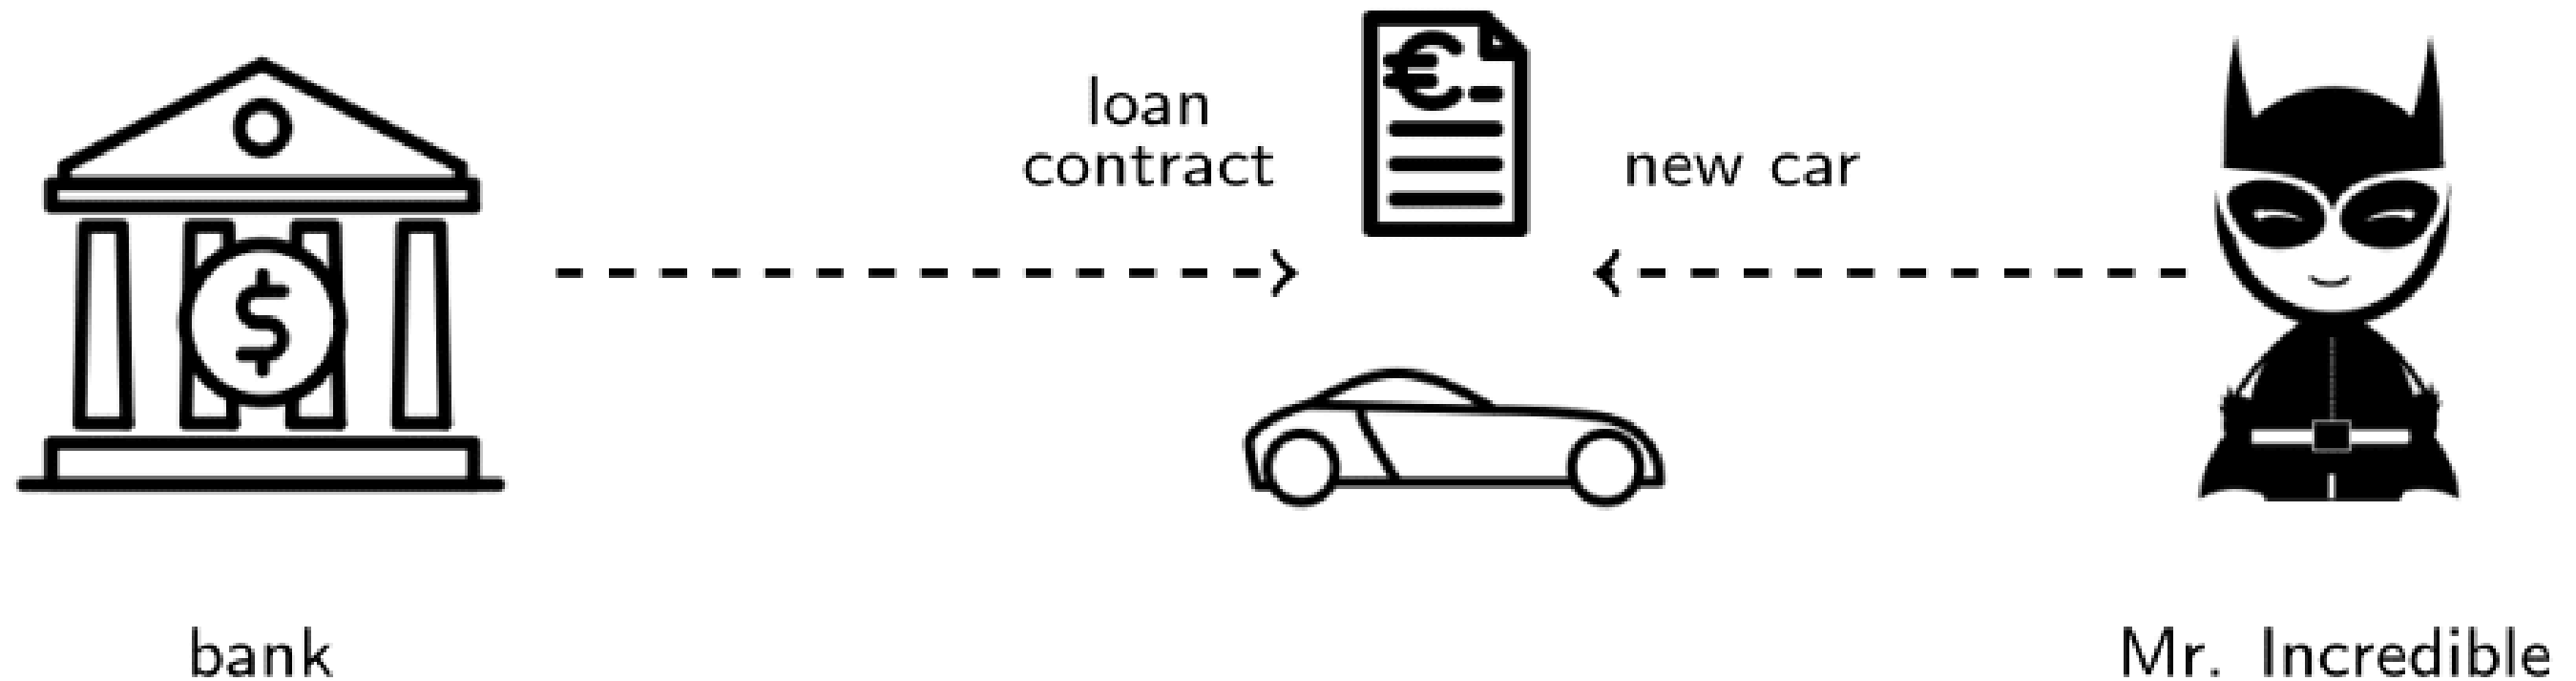 loan
contract
€
new car
$
bank
Mr. Incredible